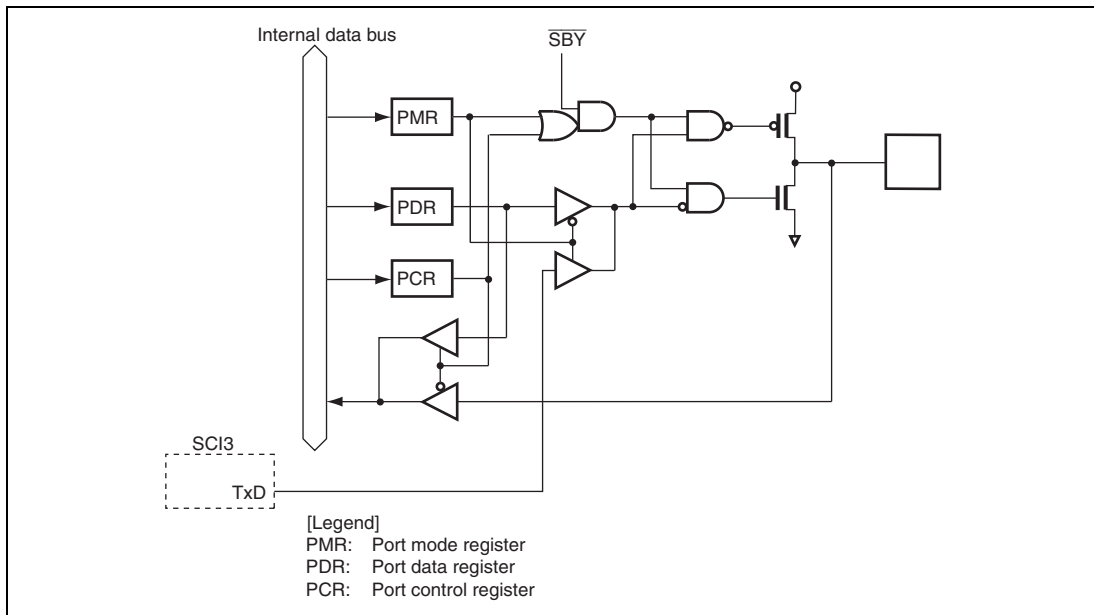 Internal data bus
SBY
PMR
PDR
PCR
SCI3
TxD
[Legend]
PMR: Port mode register
PDR: Port data register
PCR: Port control register